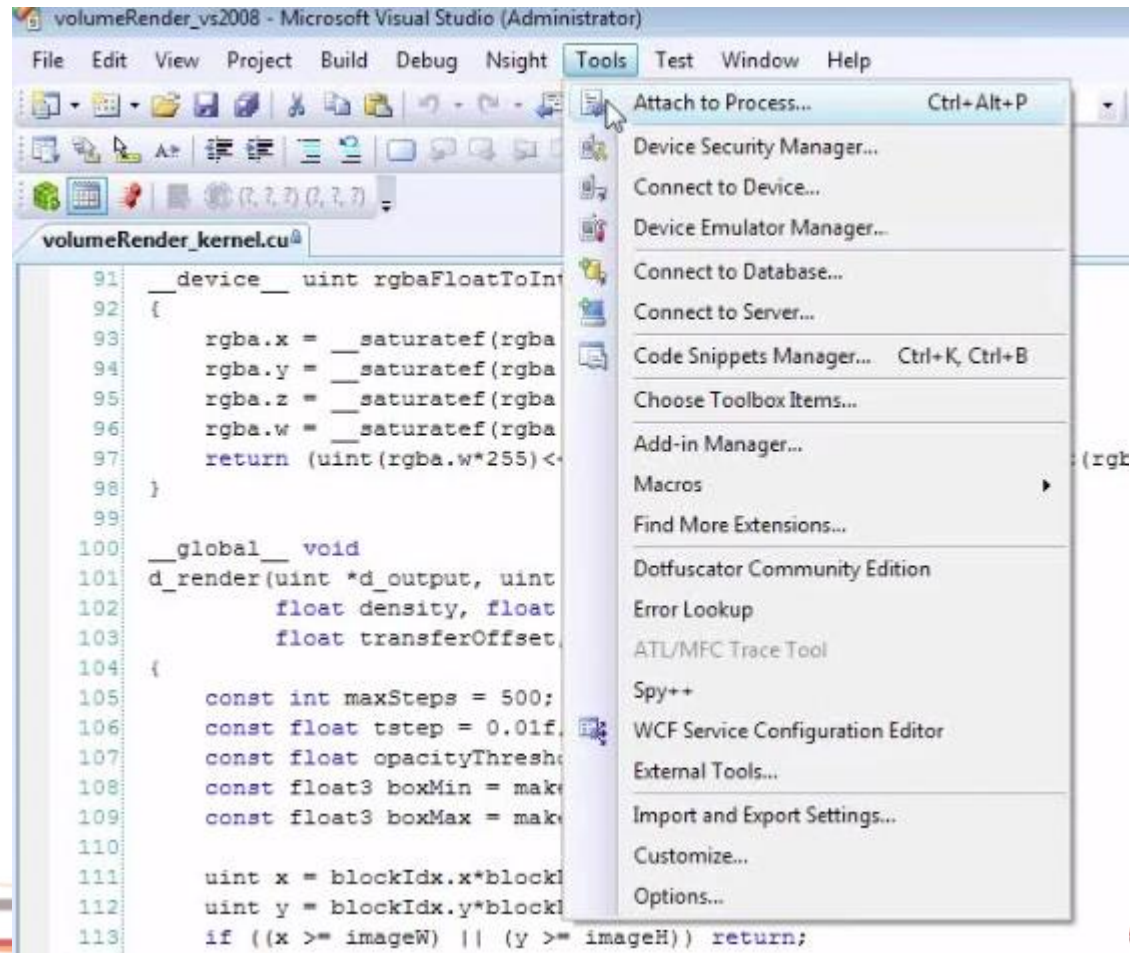 volumeRender_vs2008 - Microsoft Visual Studio (Administrator)
File Edit View Project Build Debug Nsight Tools Test Window Help
Attach to Process... Ctrl+Alt+P
Device Security Manager...
Connect to Device...
(?, ?, ?) (?, ?, ?)
Device Emulator Manager...
volumeRender_kernel.cu
Connect to Database...
Connect to Server...
Code Snippets Manager... Ctrl+K, Ctrl+B
Choose Toolbox Items...
Add-in Manager...
Macros
Find More Extensions...
Dotfuscator Community Edition
Error Lookup
ATL/MFC Trace Tool
Spy++
WCF Service Configuration Editor
External Tools...
Import and Export Settings...
Customize...
Options...
91 __device__ uint rgbaFloatToInt
92 {
93 rgba.x = __saturatef(rgba
94 rgba.y = __saturatef(rgba
95 rgba.z = __saturatef(rgba
96 rgba.w = __saturatef(rgba
97 return (uint(rgba.w*255)< (rgb
98 }
99
100 __global__ void
101 d_render(uint *d_output, uint
102 float density, float
103 float transferOffset,
104 {
105 const int maxSteps = 500;
106 const float tstep = 0.01f
107 const float opacityThresh
108 const float3 boxMin = mak
109 const float3 boxMax = mak
110
111 uint x = blockIdx.x*block
112 uint y = blockIdx.y*block
113 if ((x >= imageW) || (y >= imageH)) return;